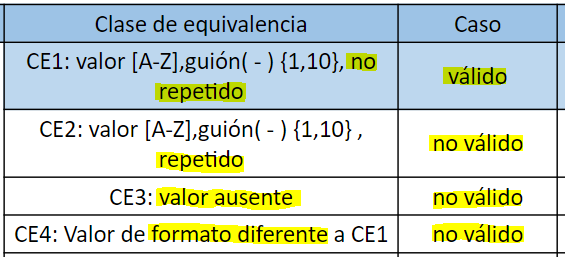 Clase de equivalencia Caso
CE1: valor [A-Z],guión( - ) {1,10}, no
repetido
válido
CE2: valor [A-Z],guión( - ) {1,10} ,
repetido
no válido
CE3: valor ausente no válido
CE4: Valor de formato diferente a CE1 no válido